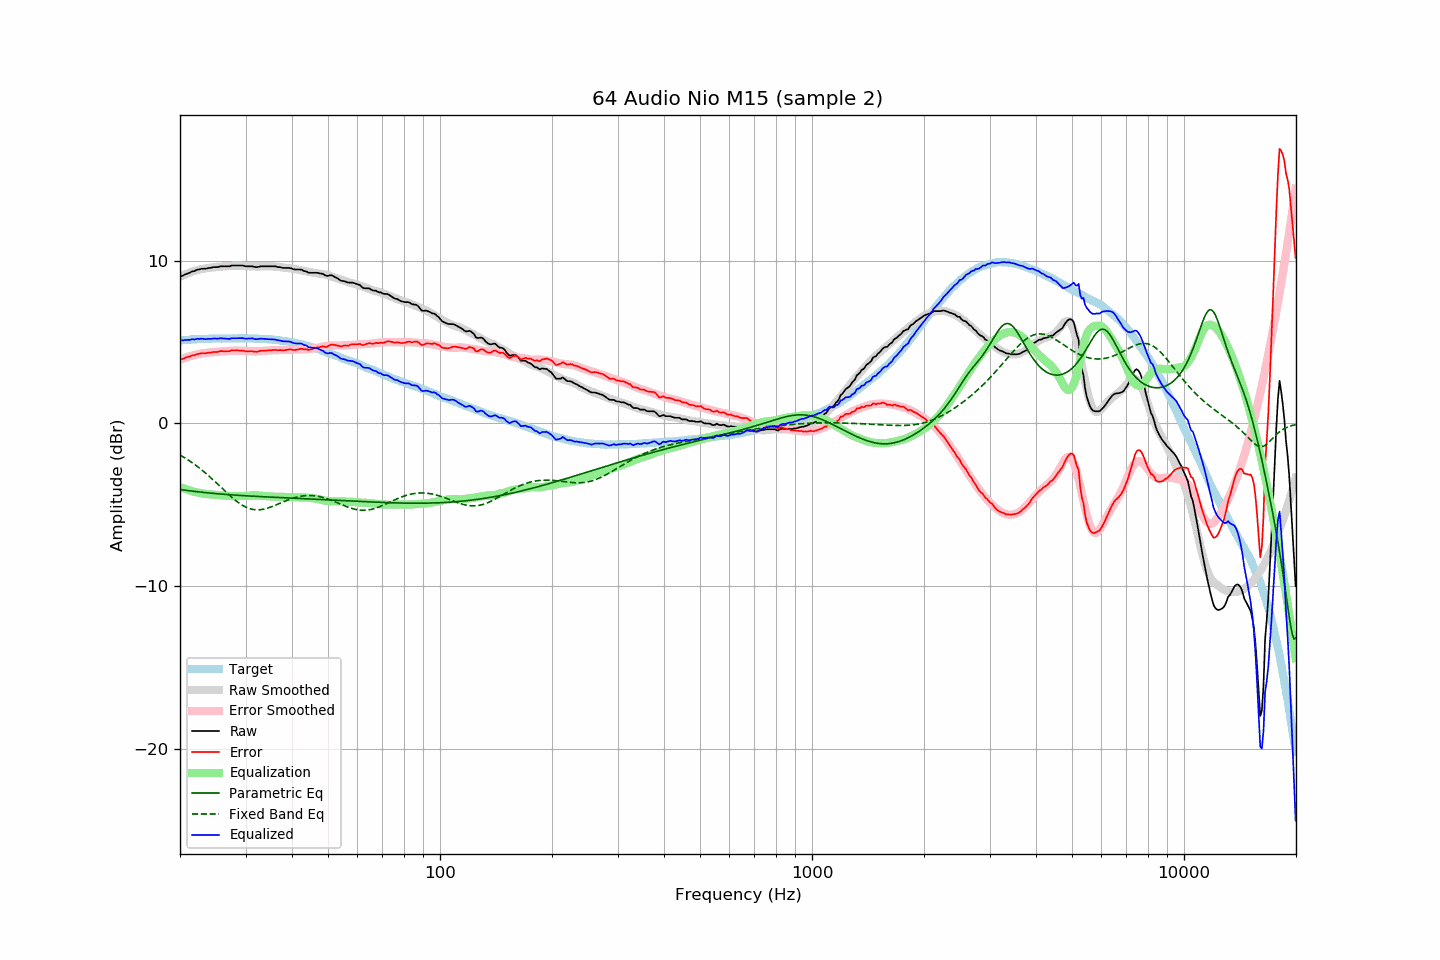 64 Audio Nio M15 (sample 2)
Amplitude (dBr)
10
0
−10
−20
Target
Raw Smoothed
Error Smoothed
Raw
Error
Equalization
Parametric Eq
Fixed Band Eq
Equalized
100
1000
10000
Frequency (Hz)